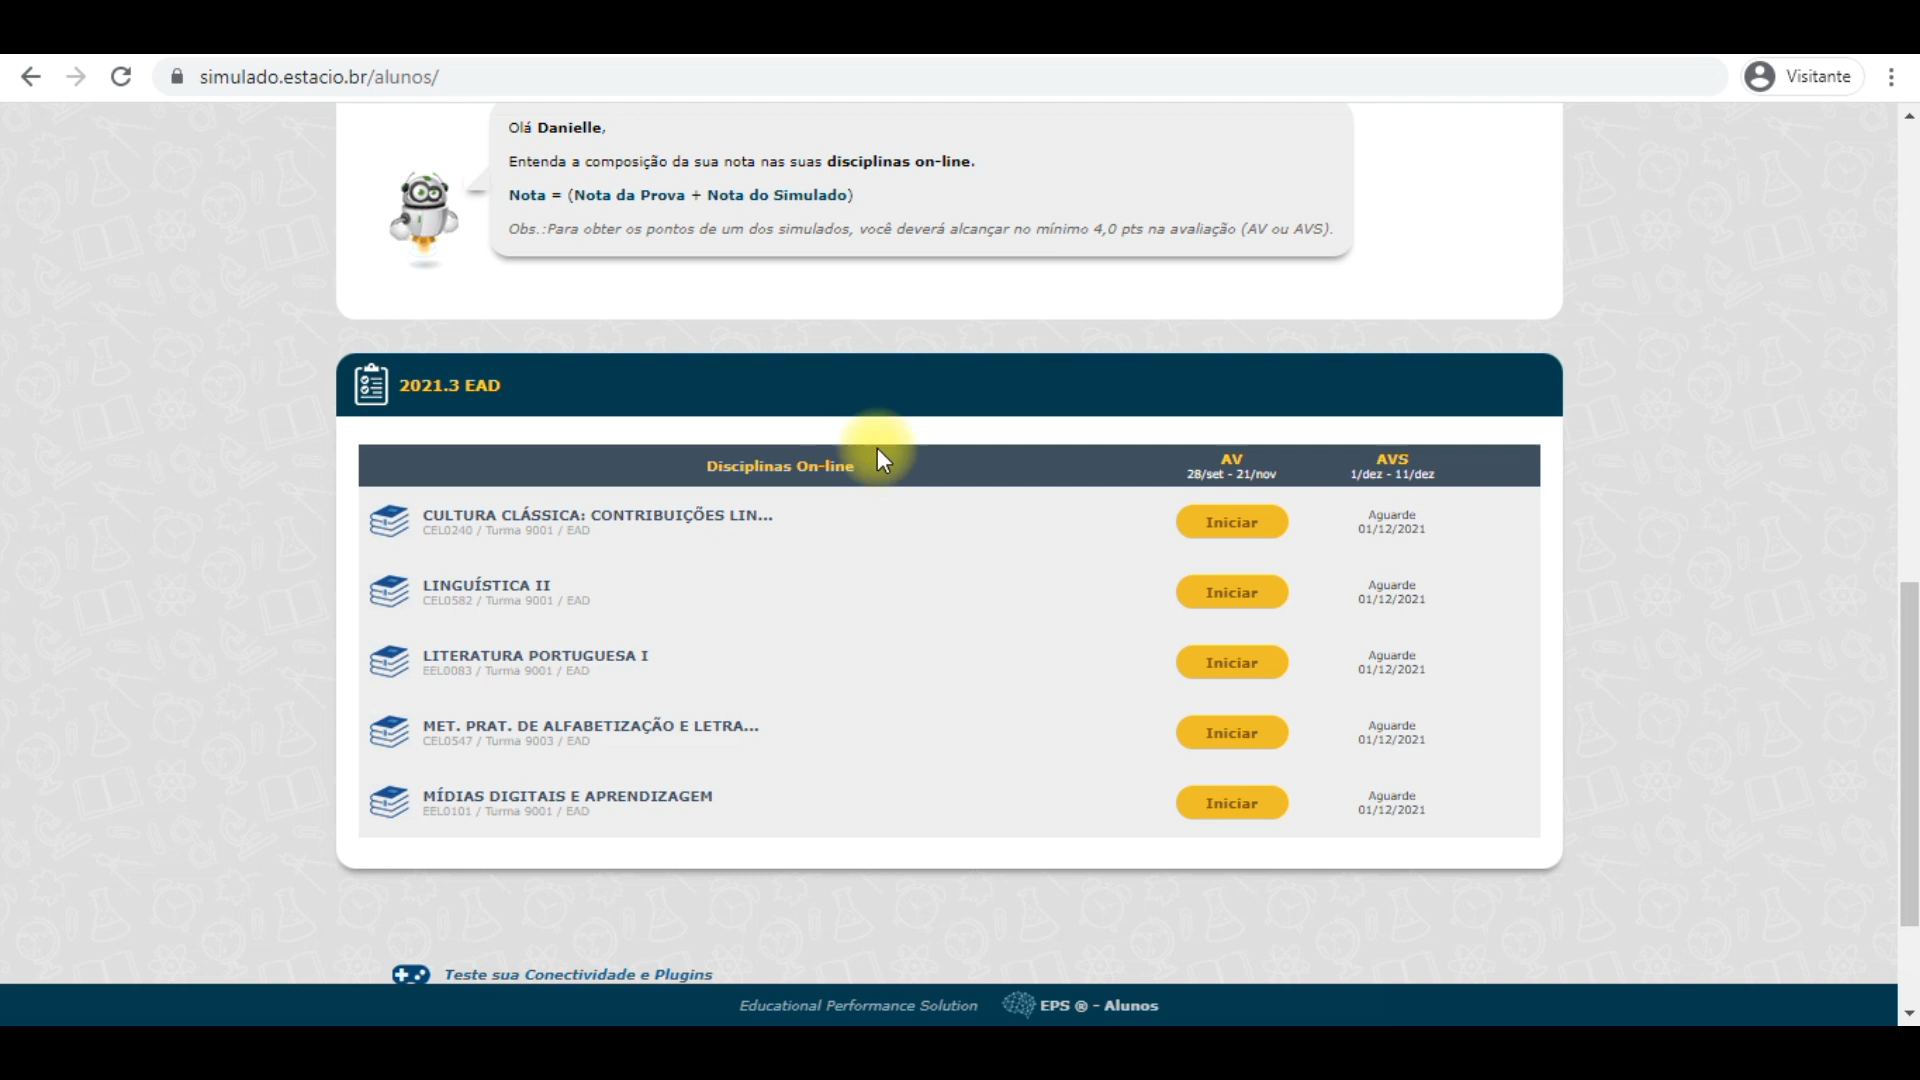 simulado.estacio.br/alunos/
Visitante
Olá Danielle,
Entenda a composição da sua nota nas suas disciplinas on-line.
Nota = (Nota da Prova + Nota do Simulado)
Obs.:Para obter os pontos de um dos simulados, você deverá alcançar no mínimo 4,0 pts na avaliação (AV ou AVS).
2021.3 EAD
Disciplinas On-line
AV
28/set - 21/nov
AVS
1/dez - 11/dez
CULTURA CLÁSSICA: CONTRIBUIÇÕES LIN...
CEL0240 / Turma 9001 / EAD
Iniciar
Aguarde
01/12/2021
LINGUÍSTICA II
CEL0582 / Turma 9001 / EAD
Iniciar
Aguarde
01/12/2021
LITERATURA PORTUGUESA I
EEL0083 / Turma 9001 / EAD
Iniciar
Aguarde
01/12/2021
MET. PRAT. DE ALFABETIZAÇÃO E LETRA...
CEL0547 / Turma 9003 / EAD
Iniciar
Aguarde
01/12/2021
MÍDIAS DIGITAIS E APRENDIZAGEM
EEL0101 / Turma 9001 / EAD
Iniciar
Aguarde
01/12/2021
Teste sua Conectividade e Plugins
Educational Performance Solution EPS ® - Alunos